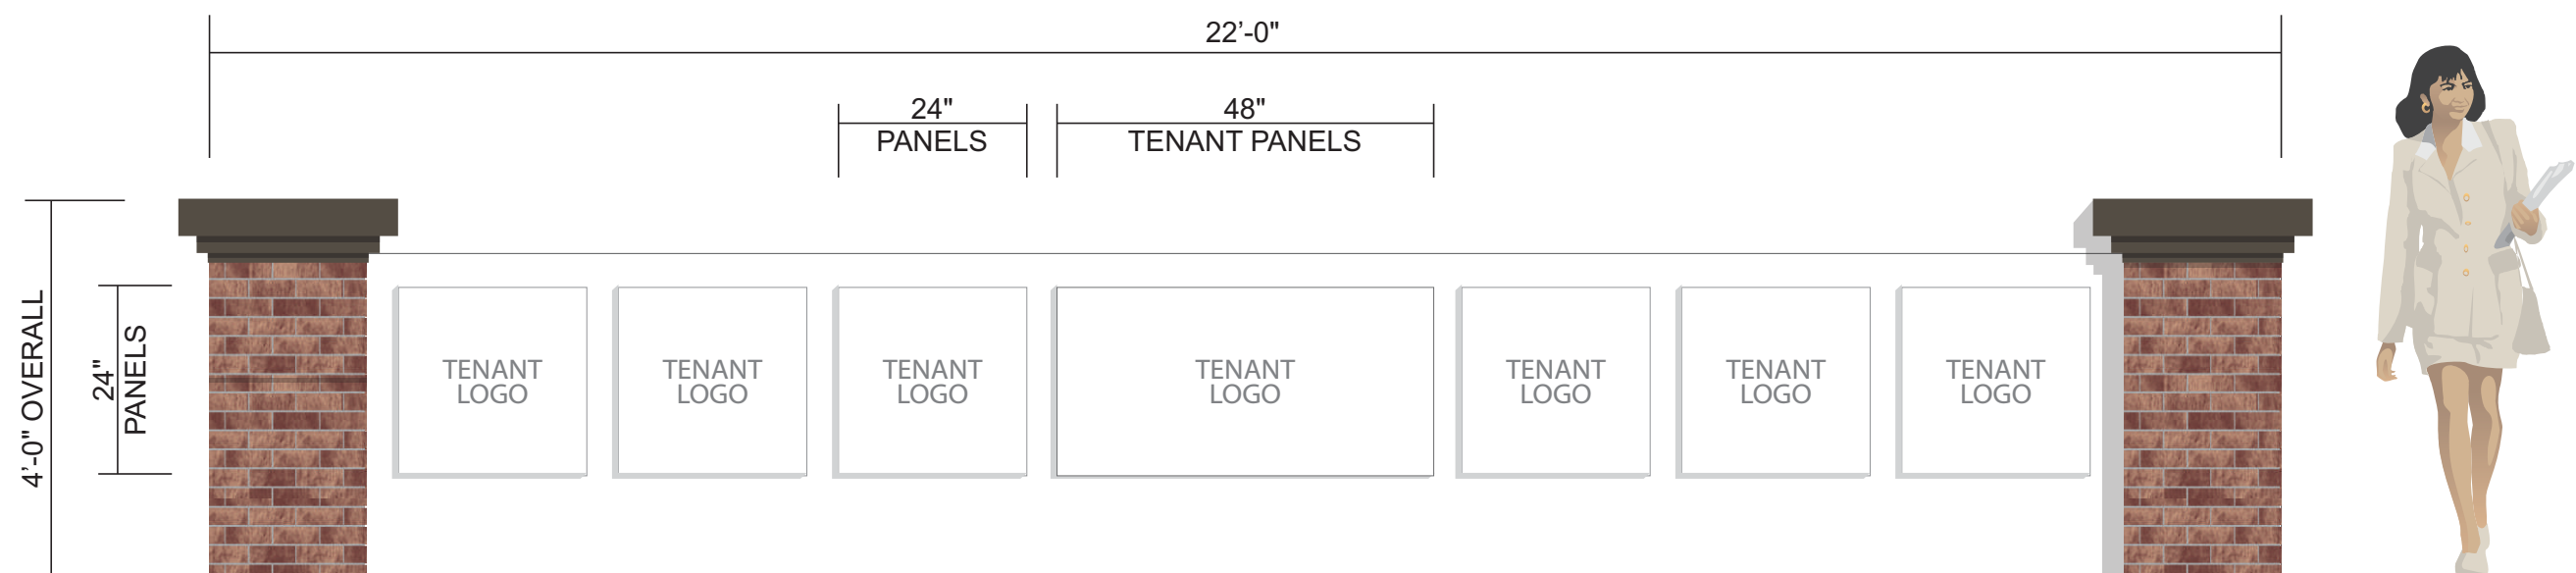 22’-0"
24"
PANELS
48"
TENANT PANELS
4’-0" OVERALL
24"
PANELS
TENANT
LOGO
TENANT
LOGO
TENANT
LOGO
TENANT
LOGO
TENANT
LOGO
TENANT
LOGO
TENANT
LOGO